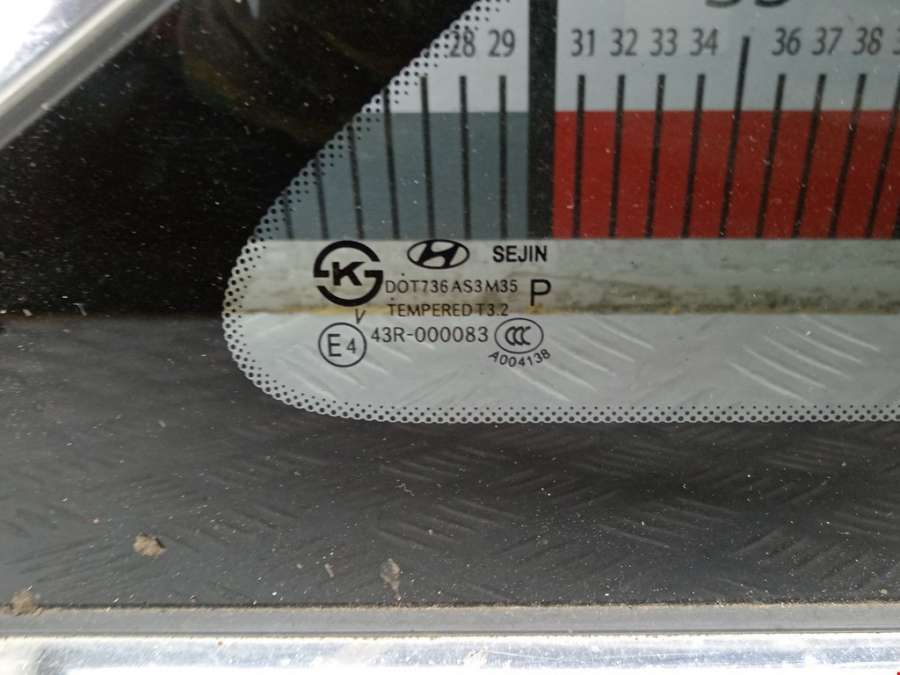 28 29 31 32 33 34 36 37 38
SEJIN
DOT736 AS3 M35 P
TEMPERED T3.2
V
E4 43R-000083 CCC
A004138